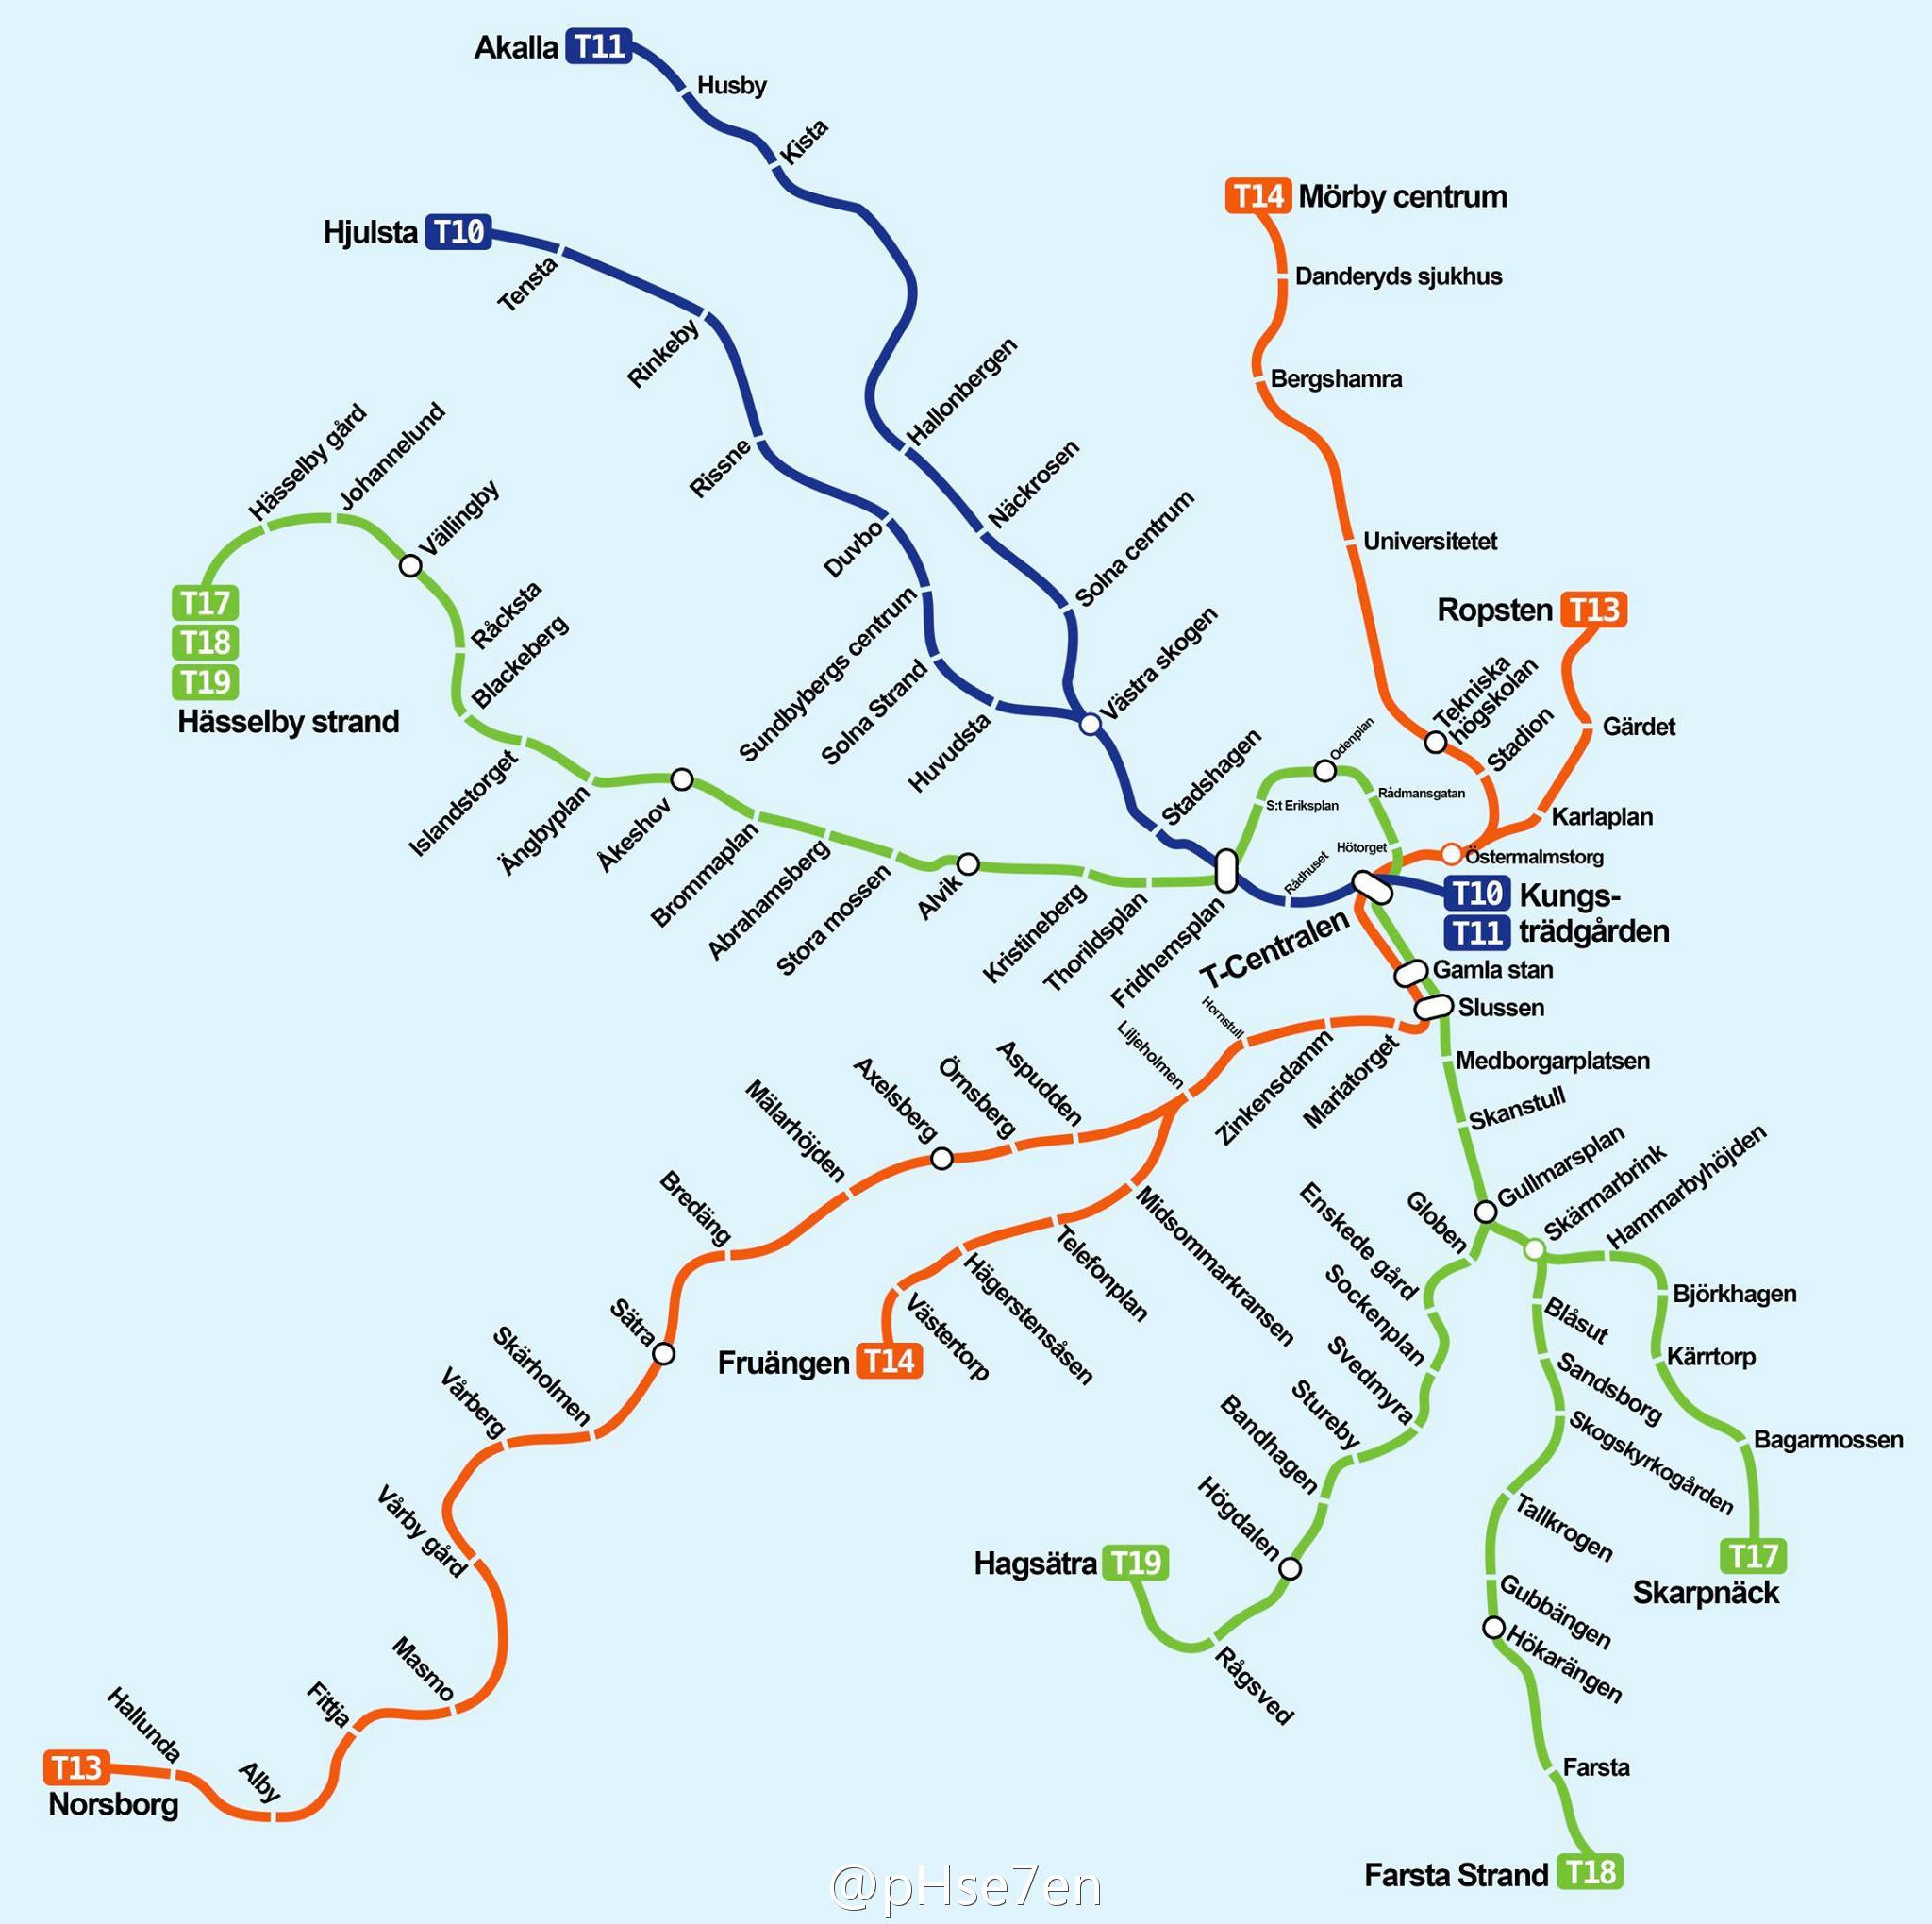 Akalla T11
Husby
Kista
Hjulsta T10
Tensta
Rinkeby
Rissne
Duvbo
Sundbybergs centrum
Solna Strand
Huvudsta
Hallonbergen
Näckrosen
Solna centrum
Västra skogen
Stadshagen
T14 Mörby centrum
Danderyds sjukhus
Bergshamra
Universitetet
Tekniska
högskolan
Stadion
Ropsten T13
Gärdet
Karlaplan
Östermalmstorg
Hässelby gård
Johannelund
Vällingby
Råcksta
Blackeberg
T17
T18
T19
Hässelby strand
Islandstorget
Ängbyplan
Åkeshov
Brommaplan
Abrahamsberg
Stora mossen
Alvik
Kristineberg
Thorildsplan
Fridhemsplan
S:t Eriksplan
Odenplan
Rådmansgatan
Hötorget
Rådhuset
T-Centralen
T10 Kungs-
T11 trädgården
Gamla stan
Slussen
Medborgarplatsen
Skanstull
Gullmarsplan
Skärmarbrink
Hammarbyhöjden
Björkhagen
Kärrtorp
Bagarmossen
T17
Skarpnäck
Blåsut
Sandsborg
Skogskyrkogården
Tallkrogen
Gubbängen
Hökarängen
Farsta
Farsta Strand T18
Globen
Enskede gård
Sockenplan
Svedmyra
Stureby
Bandhagen
Högdalen
Rågsved
Hagsätra T19
Mariatorget
Zinkensdamm
Hornstull
Liljeholmen
Midsommarkransen
Telefonplan
Hägerstensåsen
Västertorp
Fruängen T14
Aspudden
Örnsberg
Axelsberg
Mälarhöjden
Bredäng
Sätra
Skärholmen
Vårberg
Vårby gård
Masmo
Fittja
Alby
Hallunda
T13
Norsborg
@pHse7en